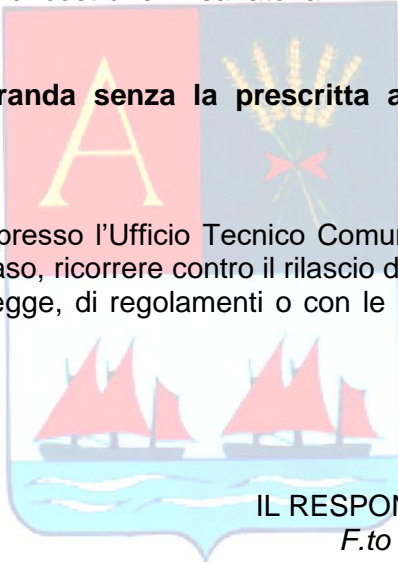 randa senza la prescritta a
A
presso l'Ufficio Tecnico Comu
aso, ricorrere contro il rilascio d
egge, di regolamenti o con le
IL RESPON
F.to